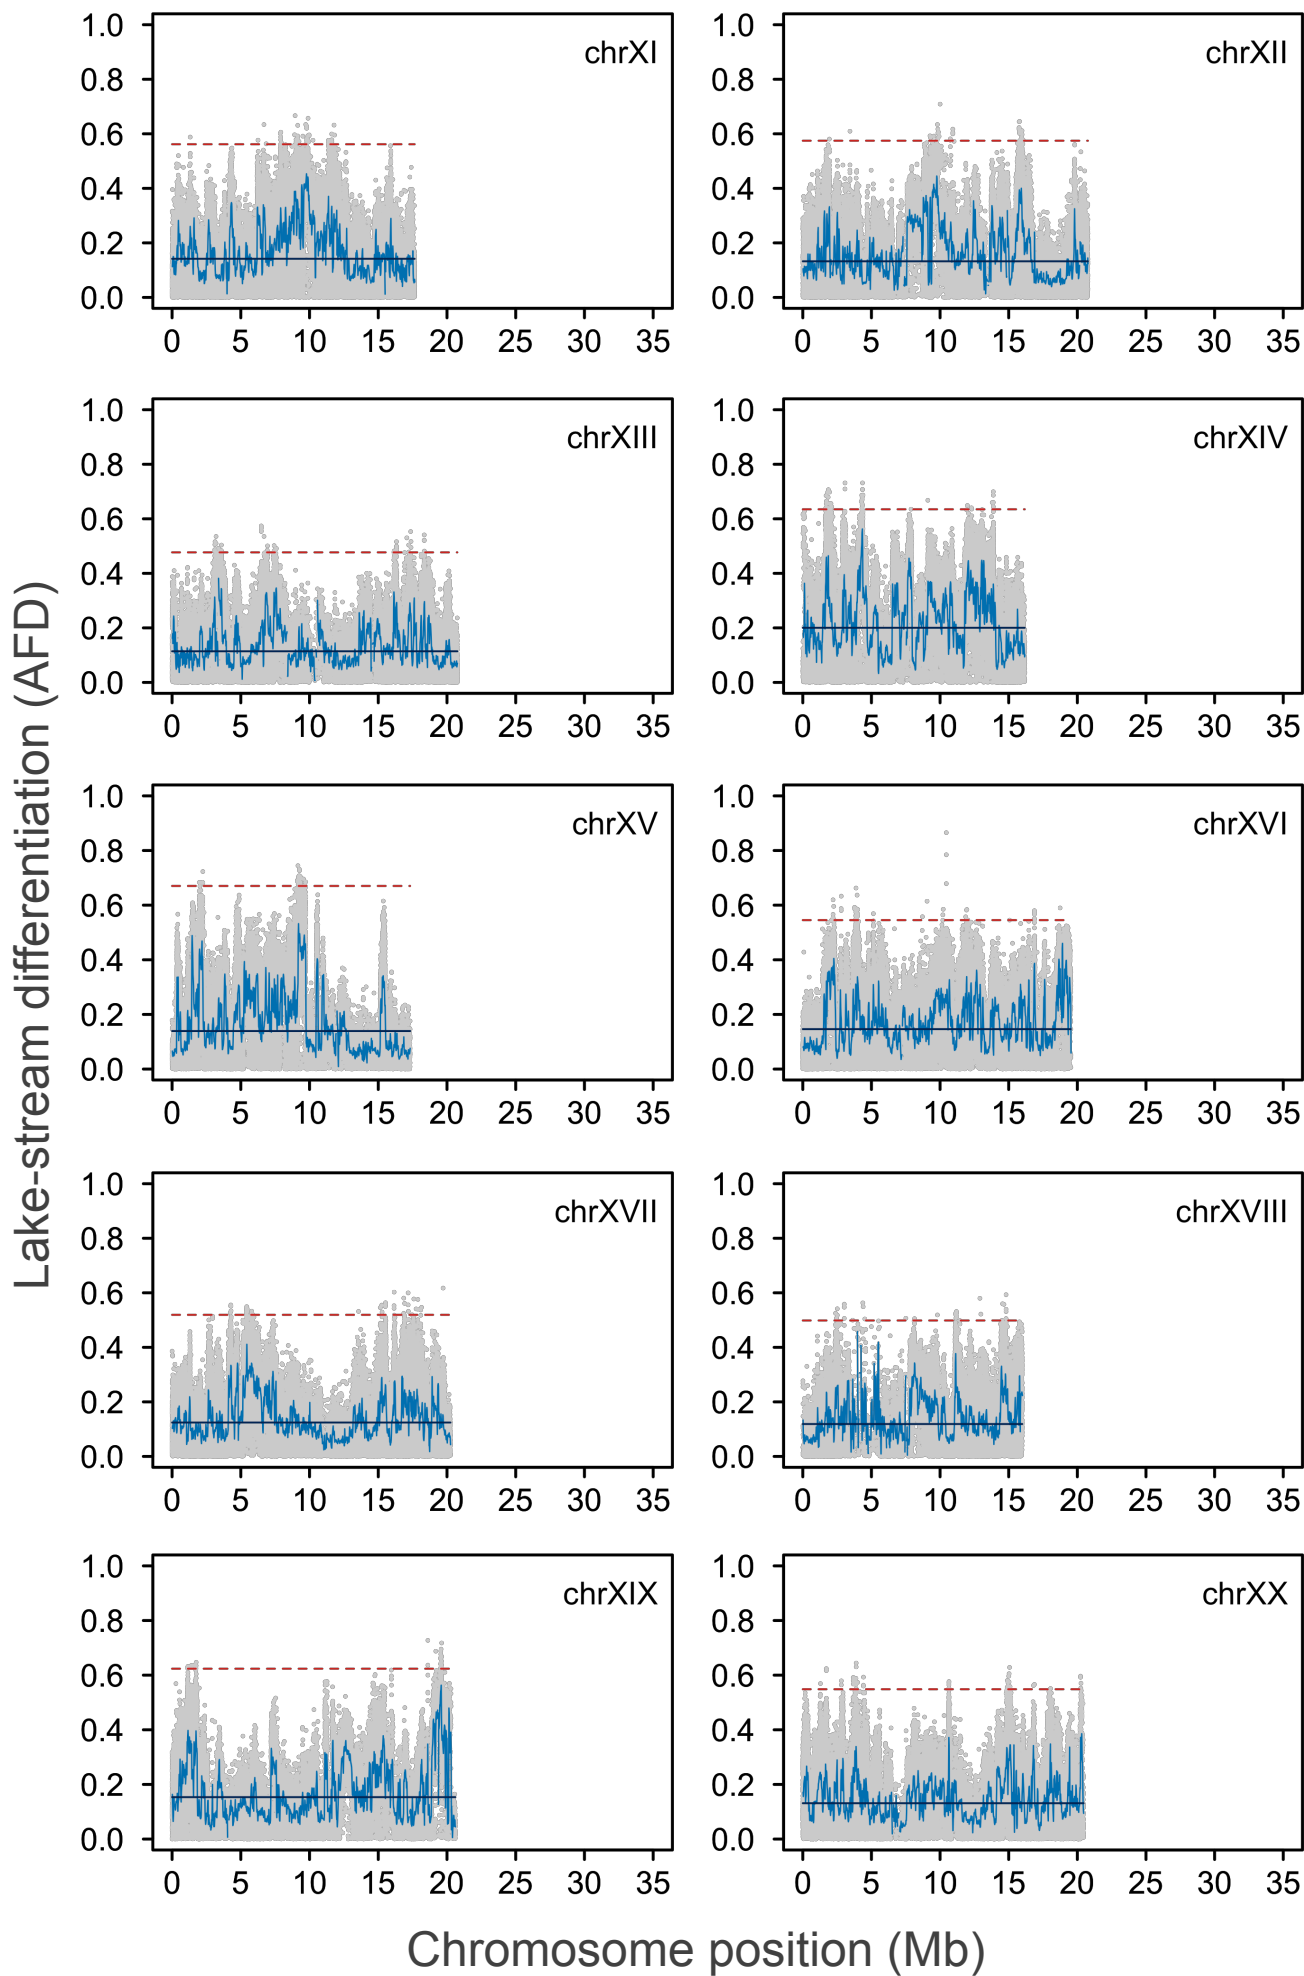 Lake-stream differentiation (AFD)
1.0 0.8 0.6 0.4 0.2 0.0
chrXI
0 5 10 15 20 25 30 35
1.0 0.8 0.6 0.4 0.2 0.0
chrXII
0 5 10 15 20 25 30 35
1.0 0.8 0.6 0.4 0.2 0.0
chrXIII
0 5 10 15 20 25 30 35
1.0 0.8 0.6 0.4 0.2 0.0
chrXIV
0 5 10 15 20 25 30 35
1.0 0.8 0.6 0.4 0.2 0.0
chrXV
0 5 10 15 20 25 30 35
1.0 0.8 0.6 0.4 0.2 0.0
chrXVI
0 5 10 15 20 30 30 35
1.0 0.8 0.6 0.4 0.2 0.0
chrXVII
0 5 10 15 20 25 30 35
1.0 0.8 0.6 0.4 0.2 0.0
chrXVIII
0 5 10 15 20 25 30 35
1.0 0.8 0.6 0.4 0.2 0.0
chrXIX
0 5 10 15 20 25 30 35
1.0 0.8 0.6 0.4 0.2 0.0
chrXX
0 5 10 15 20 25 30 35
Chromosome position (Mb)